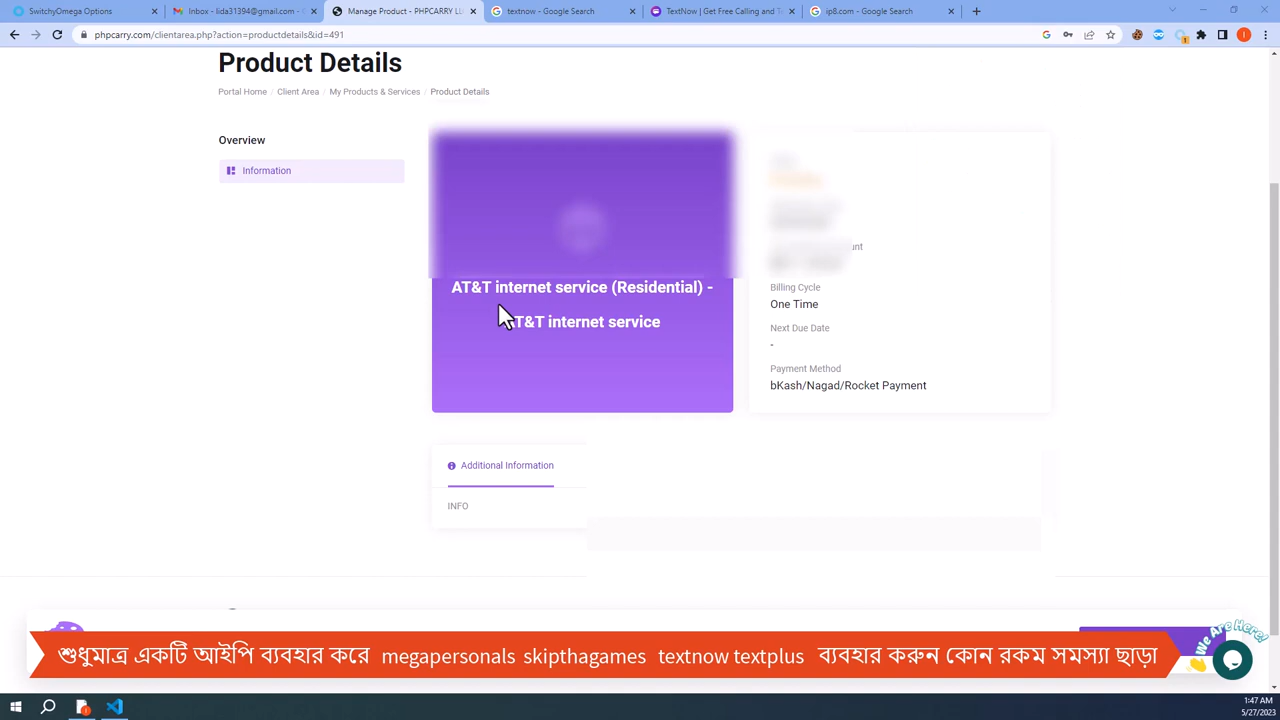 SwitchyOmega Options
Inbox - lida31394@gmail.com - G
Manage Product - PHPCARRY LL
textnow - Google Search
TextNow | Get Free Calling and Te
ip8.com - Google Search
phpcarry.com/clientarea.php?action=productdetails&id=491
Product Details
Portal Home / Client Area / My Products & Services / Product Details
Overview
Information
AT&T internet service (Residential) -
T&T internet service
unt
Billing Cycle
One Time
Next Due Date
-
Payment Method
bKash/Nagad/Rocket Payment
Additional Information
INFO
We Are Here!
শুধুমাত্র একটি আইপি ব্যবহার করে megapersonals skipthagames textnow textplus ব্যবহার করুন কোন রকম সমস্যা ছাড়া
1:47 AM
5/27/2023